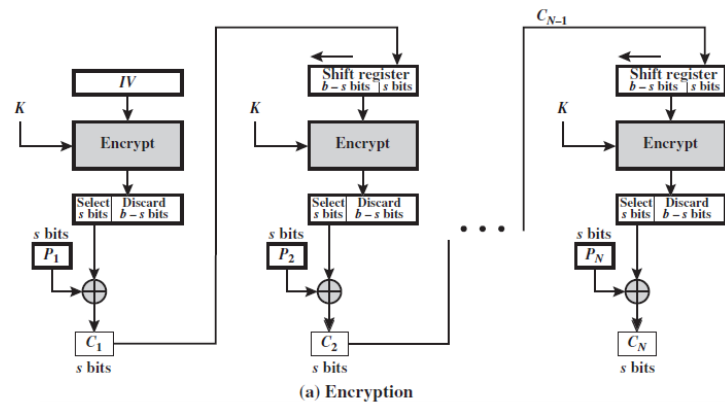 C_{N-1}
IV
Shift register
b – s bits | s bits
Shift register
b – s bits | s bits
K
K
K
Encrypt
Encrypt
Encrypt
Select
s bits
Discard
b – s bits
Select
s bits
Discard
b – s bits
Select
s bits
Discard
b – s bits
s bits
P_1
s bits
P_2
s bits
P_N
• • •
C_1
s bits
C_2
s bits
C_N
s bits
(a) Encryption